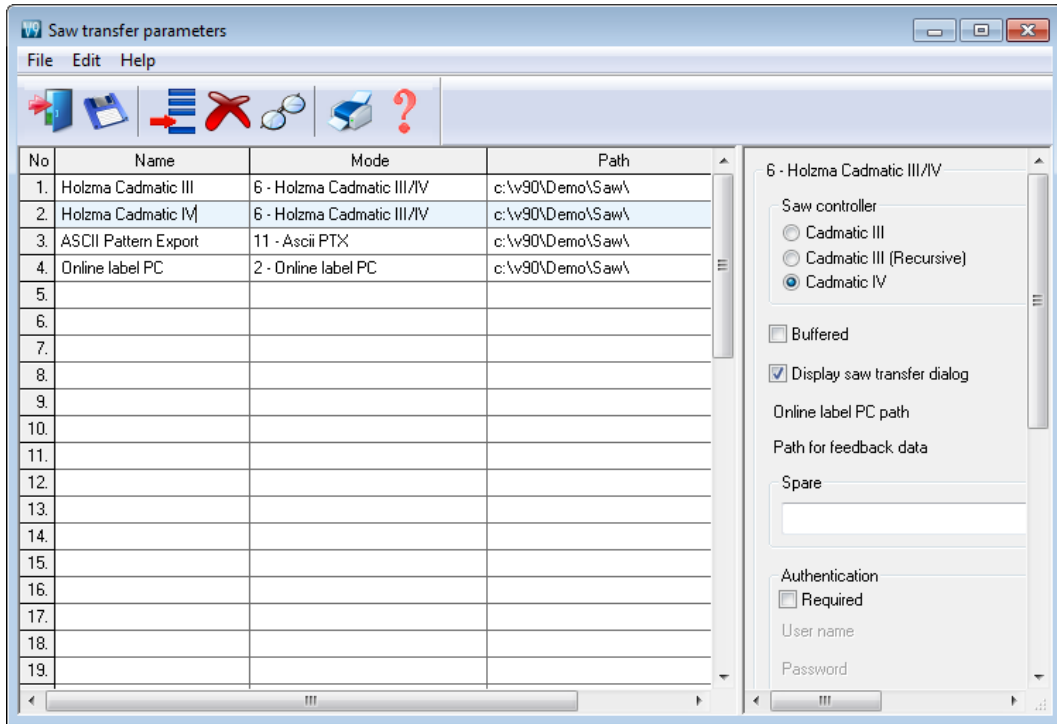 V9 Saw transfer parameters
File Edit Help
No Name Mode Path
1. Holzma Cadmatic III 6 - Holzma Cadmatic III/IV c:\v90\Demo\Saw\
2. Holzma Cadmatic IV 6 - Holzma Cadmatic III/IV c:\v90\Demo\Saw\
3. ASCII Pattern Export 11 - Ascii PTX c:\v90\Demo\Saw\
4. Online label PC 2 - Online label PC c:\v90\Demo\Saw\
5.
6.
7.
8.
9.
10.
11.
12.
13.
14.
15.
16.
17.
18.
19.
6 - Holzma Cadmatic III/IV
Saw controller
Cadmatic III
Cadmatic III (Recursive)
Cadmatic IV
Buffered
Display saw transfer dialog
Online label PC path
Path for feedback data
Spare
Authentication
Required
User name
Password